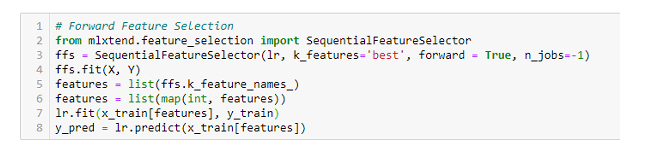 1 # Forward Feature Selection
2 from mlxtend.feature_selection import SequentialFeatureSelector
3 ffs = SequentialFeatureSelector(lr, k_features='best', forward = True, n_jobs=-1)
4 ffs.fit(X, Y)
5 features = list(ffs.k_feature_names_)
6 features = list(map(int, features))
7 lr.fit(x_train[features], y_train)
8 y_pred = lr.predict(x_train[features])